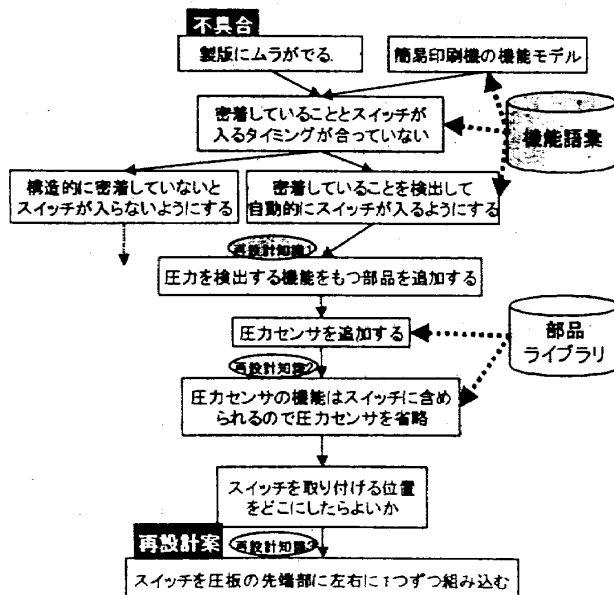 不具合
製版にムラがでる.
簡易印刷機の機能モデル
密着していることとスイッチが
入るタイミングが合っていない
機能語彙
構造的に密着していないと
スイッチが入らないようにする
密着していることを検出して
自動的にスイッチが入るようにする
再設計知識1
圧力を検出する機能をもつ部品を追加する
圧力センサを追加する
部品
ライブラリ
再設計知識2
圧力センサの機能はスイッチに含め
られるので圧力センサを省略
スイッチを取り付ける位置
をどこにしたらよいか
再設計案
再設計知識3
スイッチを圧板の先端部に左右に1つずつ組み込む